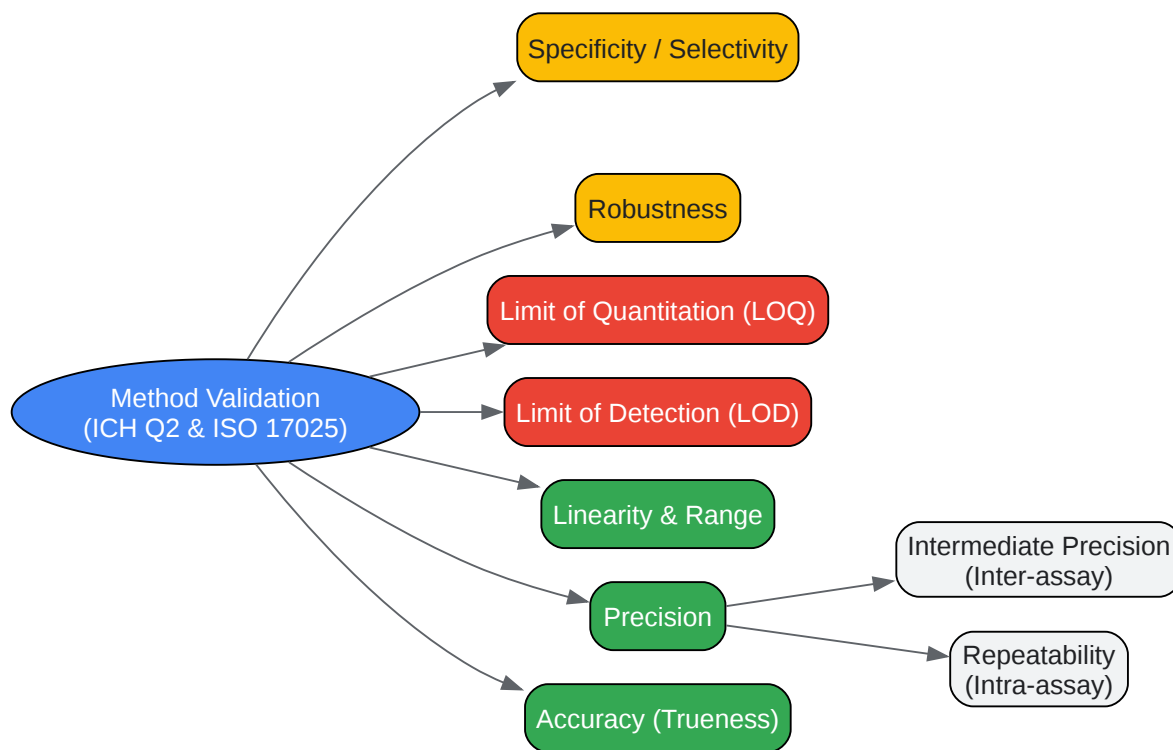 Specificity / Selectivity
Robustness
Limit of Quantitation (LOQ)
Method Validation
(ICH Q2 & ISO 17025)
Limit of Detection (LOD)
Linearity & Range
Precision
Intermediate Precision
(Inter-assay)
Repeatability
(Intra-assay)
Accuracy (Trueness)